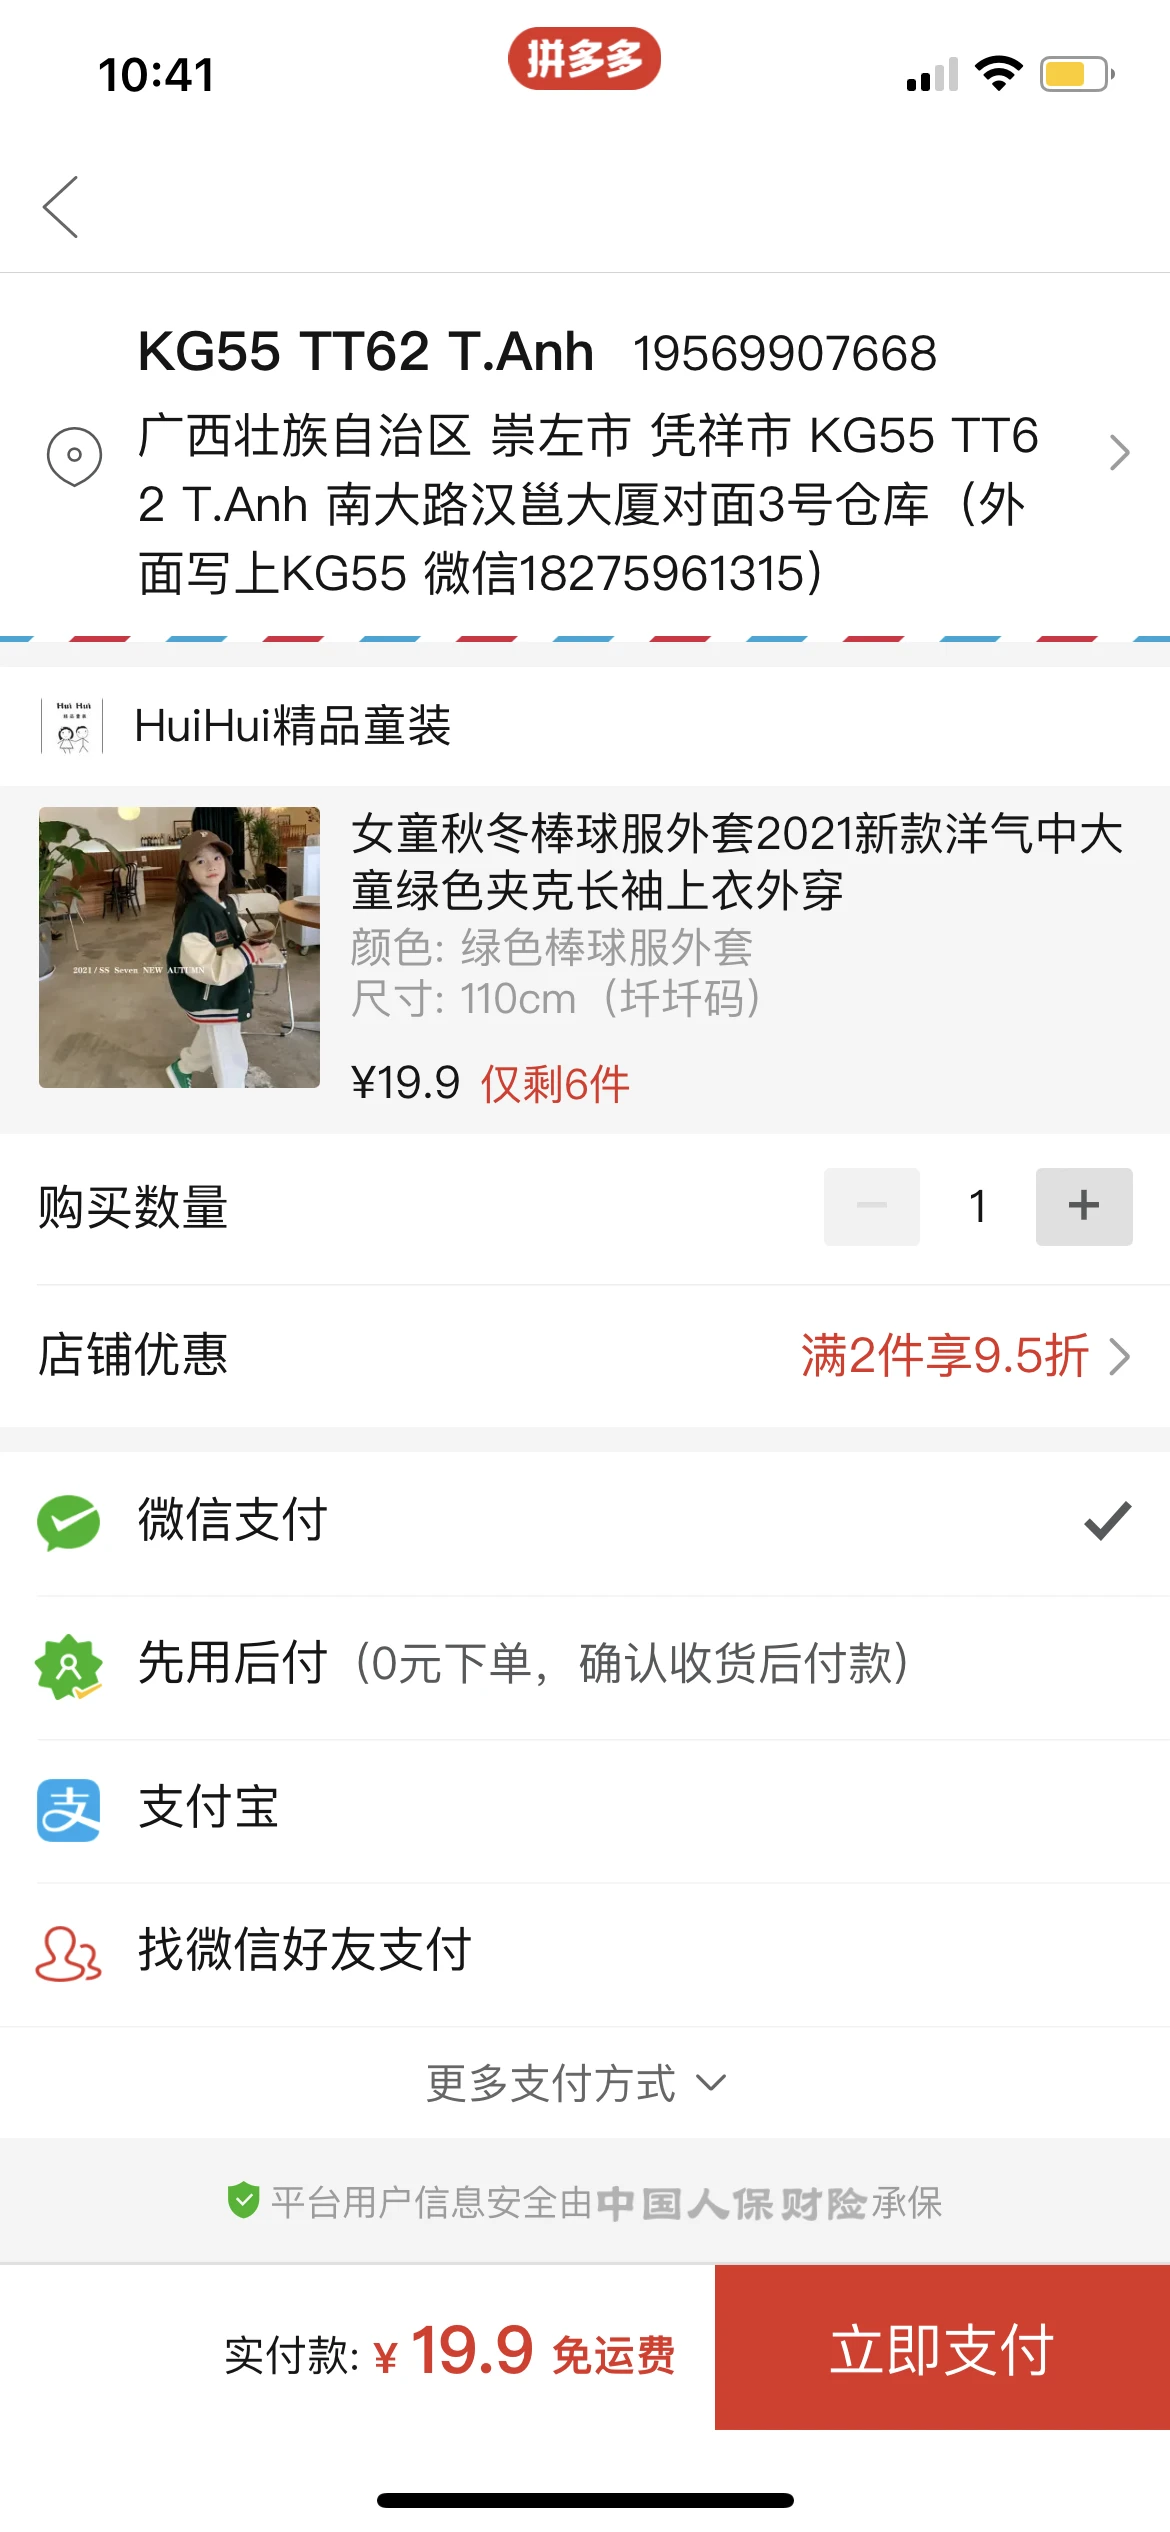 10:41
拼多多
KG55 TT62 T.Anh 19569907668
广西壮族自治区 崇左市 凭祥市 KG55 TT6
2 T.Anh 南大路汉邕大厦对面3号仓库（外
面写上KG55 微信18275961315）
Hui Hui
精品童装
HuiHui精品童装
女童秋冬棒球服外套2021新款洋气中大
童绿色夹克长袖上衣外穿
颜色: 绿色棒球服外套
尺寸: 110cm（圲圲码）
2021 / SS Seven NEW AUTUMN
¥19.9 仅剩6件
购买数量 1
店铺优惠 满2件享9.5折
微信支付
先用后付（0元下单，确认收货后付款）
支付宝
找微信好友支付
更多支付方式
平台用户信息安全由中国人保财险承保
实付款: ¥ 19.9 免运费
立即支付